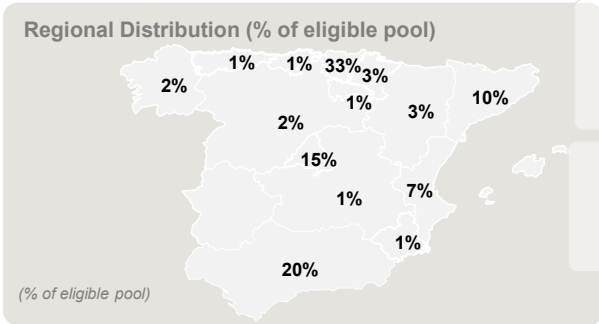 Regional Distribution (% of eligible pool)
1% 1% 33% 3%
2% 10%
1% 3%
2%
15%
7%
1%
1%
20%
(% of eligible pool)